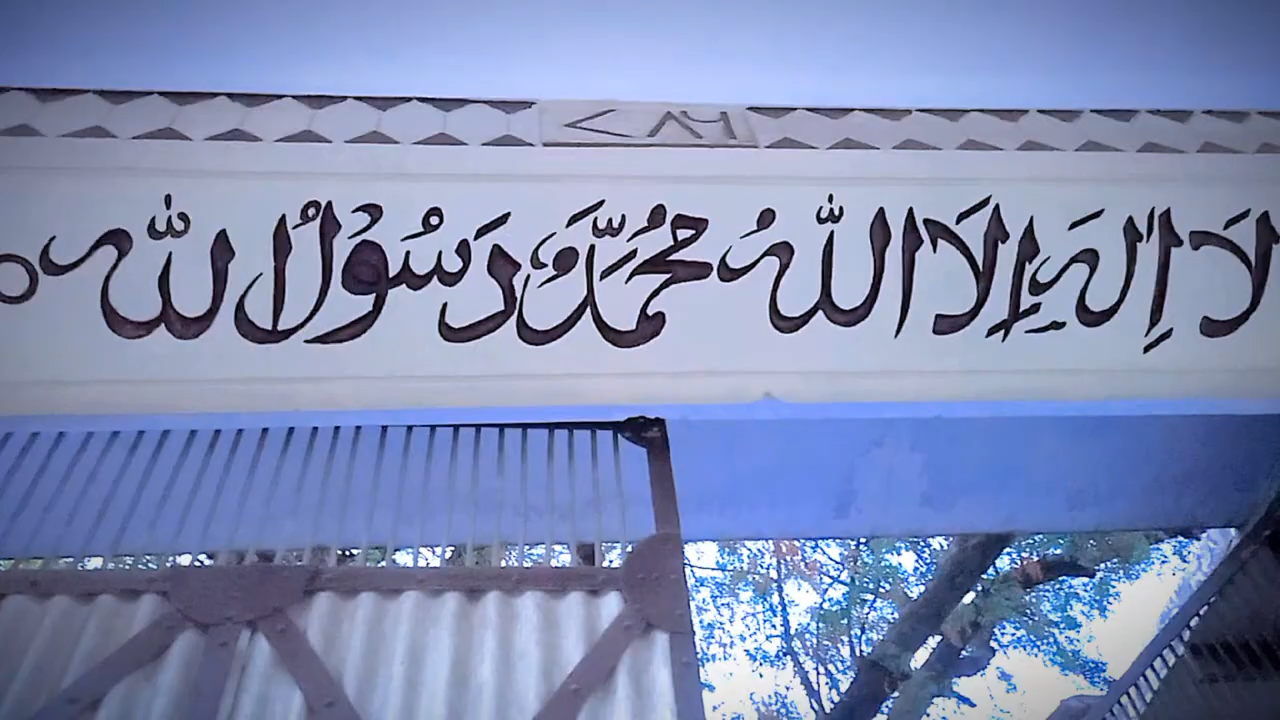 ۷۸۶
لَا اِلٰهَ اِلَّا اللّٰهُ مُحَمَّدٌ رَسُوْلُ اللّٰه